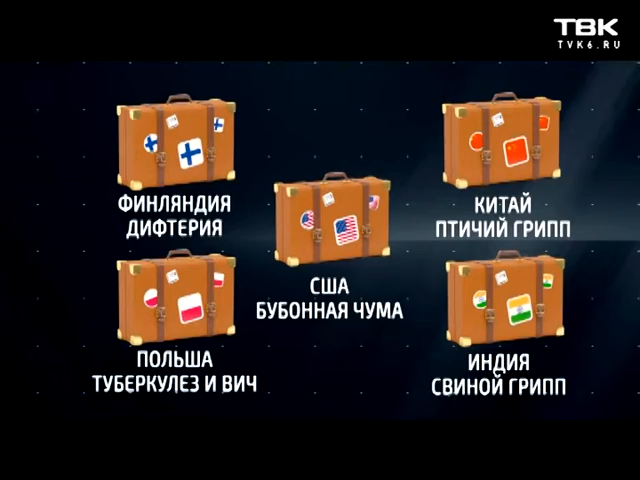 ТВК
TVK6.RU
ФИНЛЯНДИЯ
ДИФТЕРИЯ
КИТАЙ
ПТИЧИЙ ГРИПП
США
БУБОННАЯ ЧУМА
ПОЛЬША
ТУБЕРКУЛЕЗ И ВИЧ
ИНДИЯ
СВИНОЙ ГРИПП